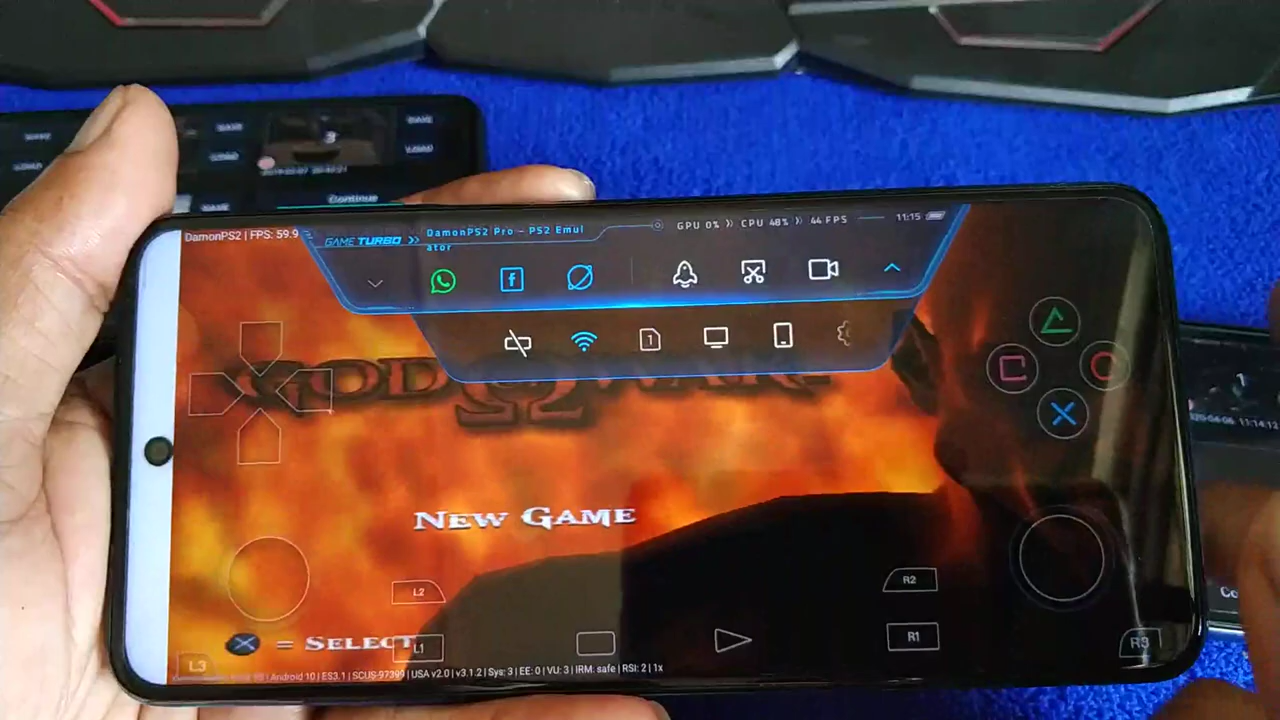 Continue
DamonPS2 | FPS: 59.9
GAME TURBO
DamonPS2 Pro - PS2 Emul
ator
GPU 0% CPU 48% 44 FPS
11:15
1
GOD OF WAR
NEW GAME
= SELECT
L2
L1
L3
R2
R1
R3
Android 10 | ES3.1 | SCUS-97399 | USA v2.0 | v3.1.2 | Sys: 3 | EE: 0 | VU: 3 | IRM: safe | RSI: 2 | 1x